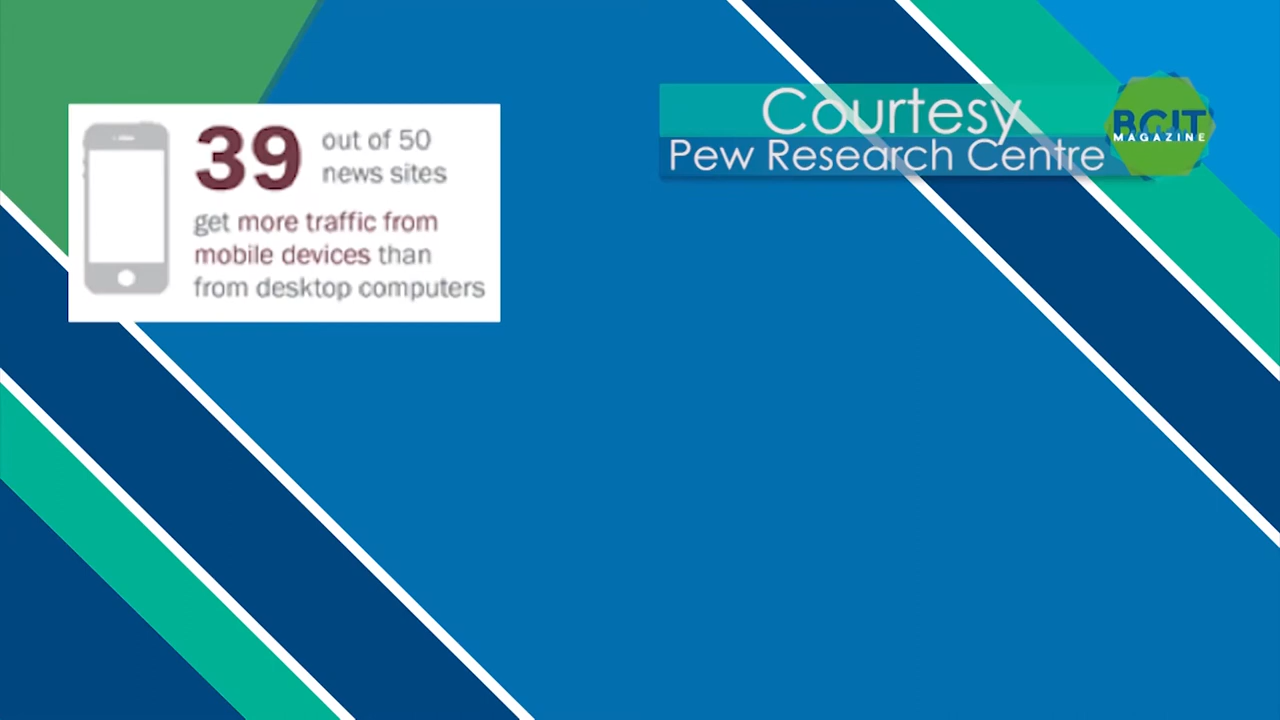 39 out of 50
news sites
get more traffic from
mobile devices than
from desktop computers
Courtesy
Pew Research Centre
BCIT
MAGAZINE